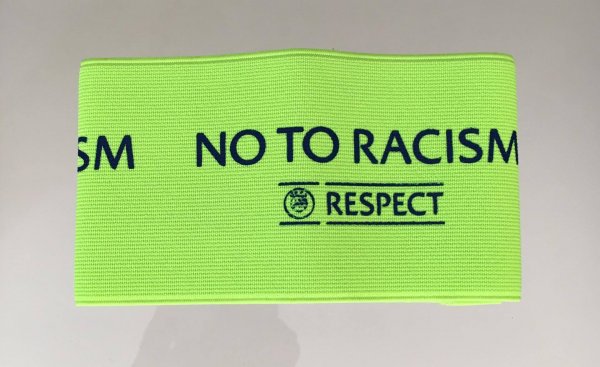 SM NO TO RACISM
RESPECT